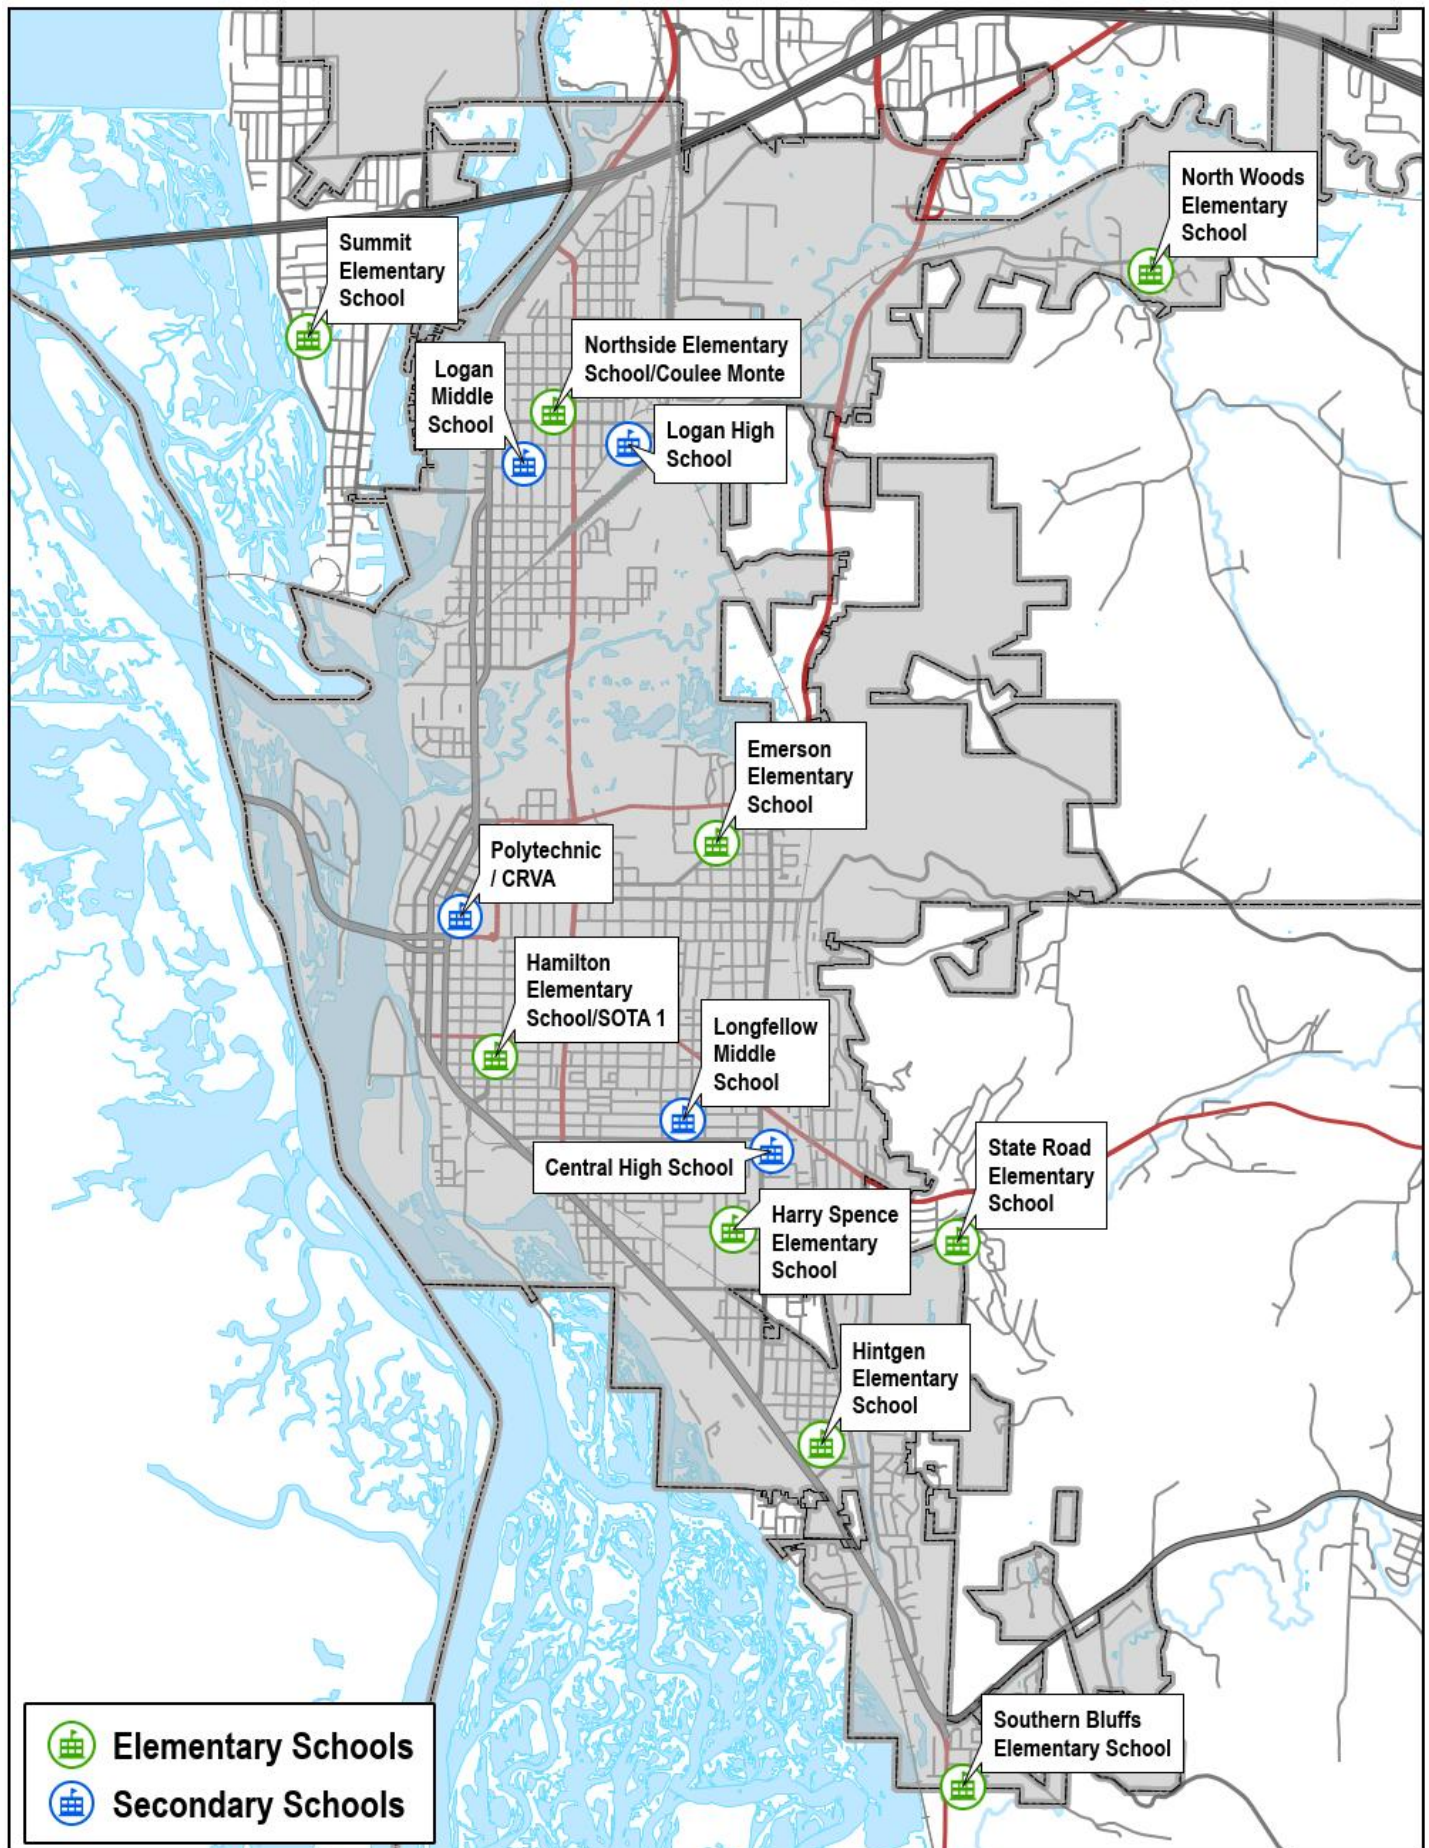 North Woods
Elementary
School
Summit
Elementary
School
Northside Elementary
School/Coulee Monte
Logan
Middle
School
Logan High
School
Emerson
Elementary
School
Polytechnic
/ CRVA
Hamilton
Elementary
School/SOTA 1
Longfellow
Middle
School
Central High School
State Road
Elementary
School
Harry Spence
Elementary
School
Hintgen
Elementary
School
Southern Bluffs
Elementary School
Elementary Schools
Secondary Schools